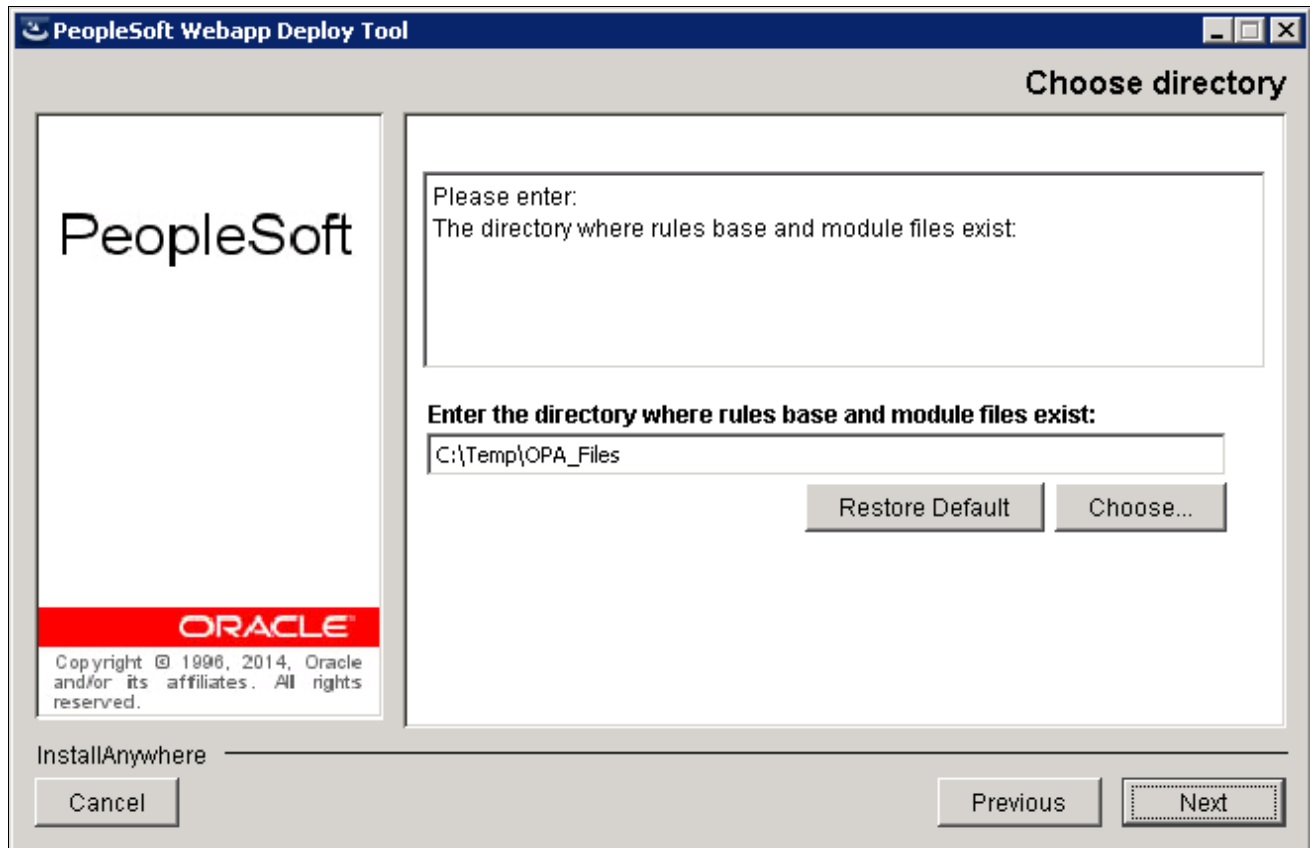 PeopleSoft Webapp Deploy Tool
Choose directory
PeopleSoft
ORACLE
Copyright © 1996, 2014, Oracle
and/or its affiliates. All rights
reserved.
Please enter:
The directory where rules base and module files exist:
Enter the directory where rules base and module files exist:
C:\Temp\OPA_Files
Restore Default
Choose...
InstallAnywhere
Cancel
Previous
Next